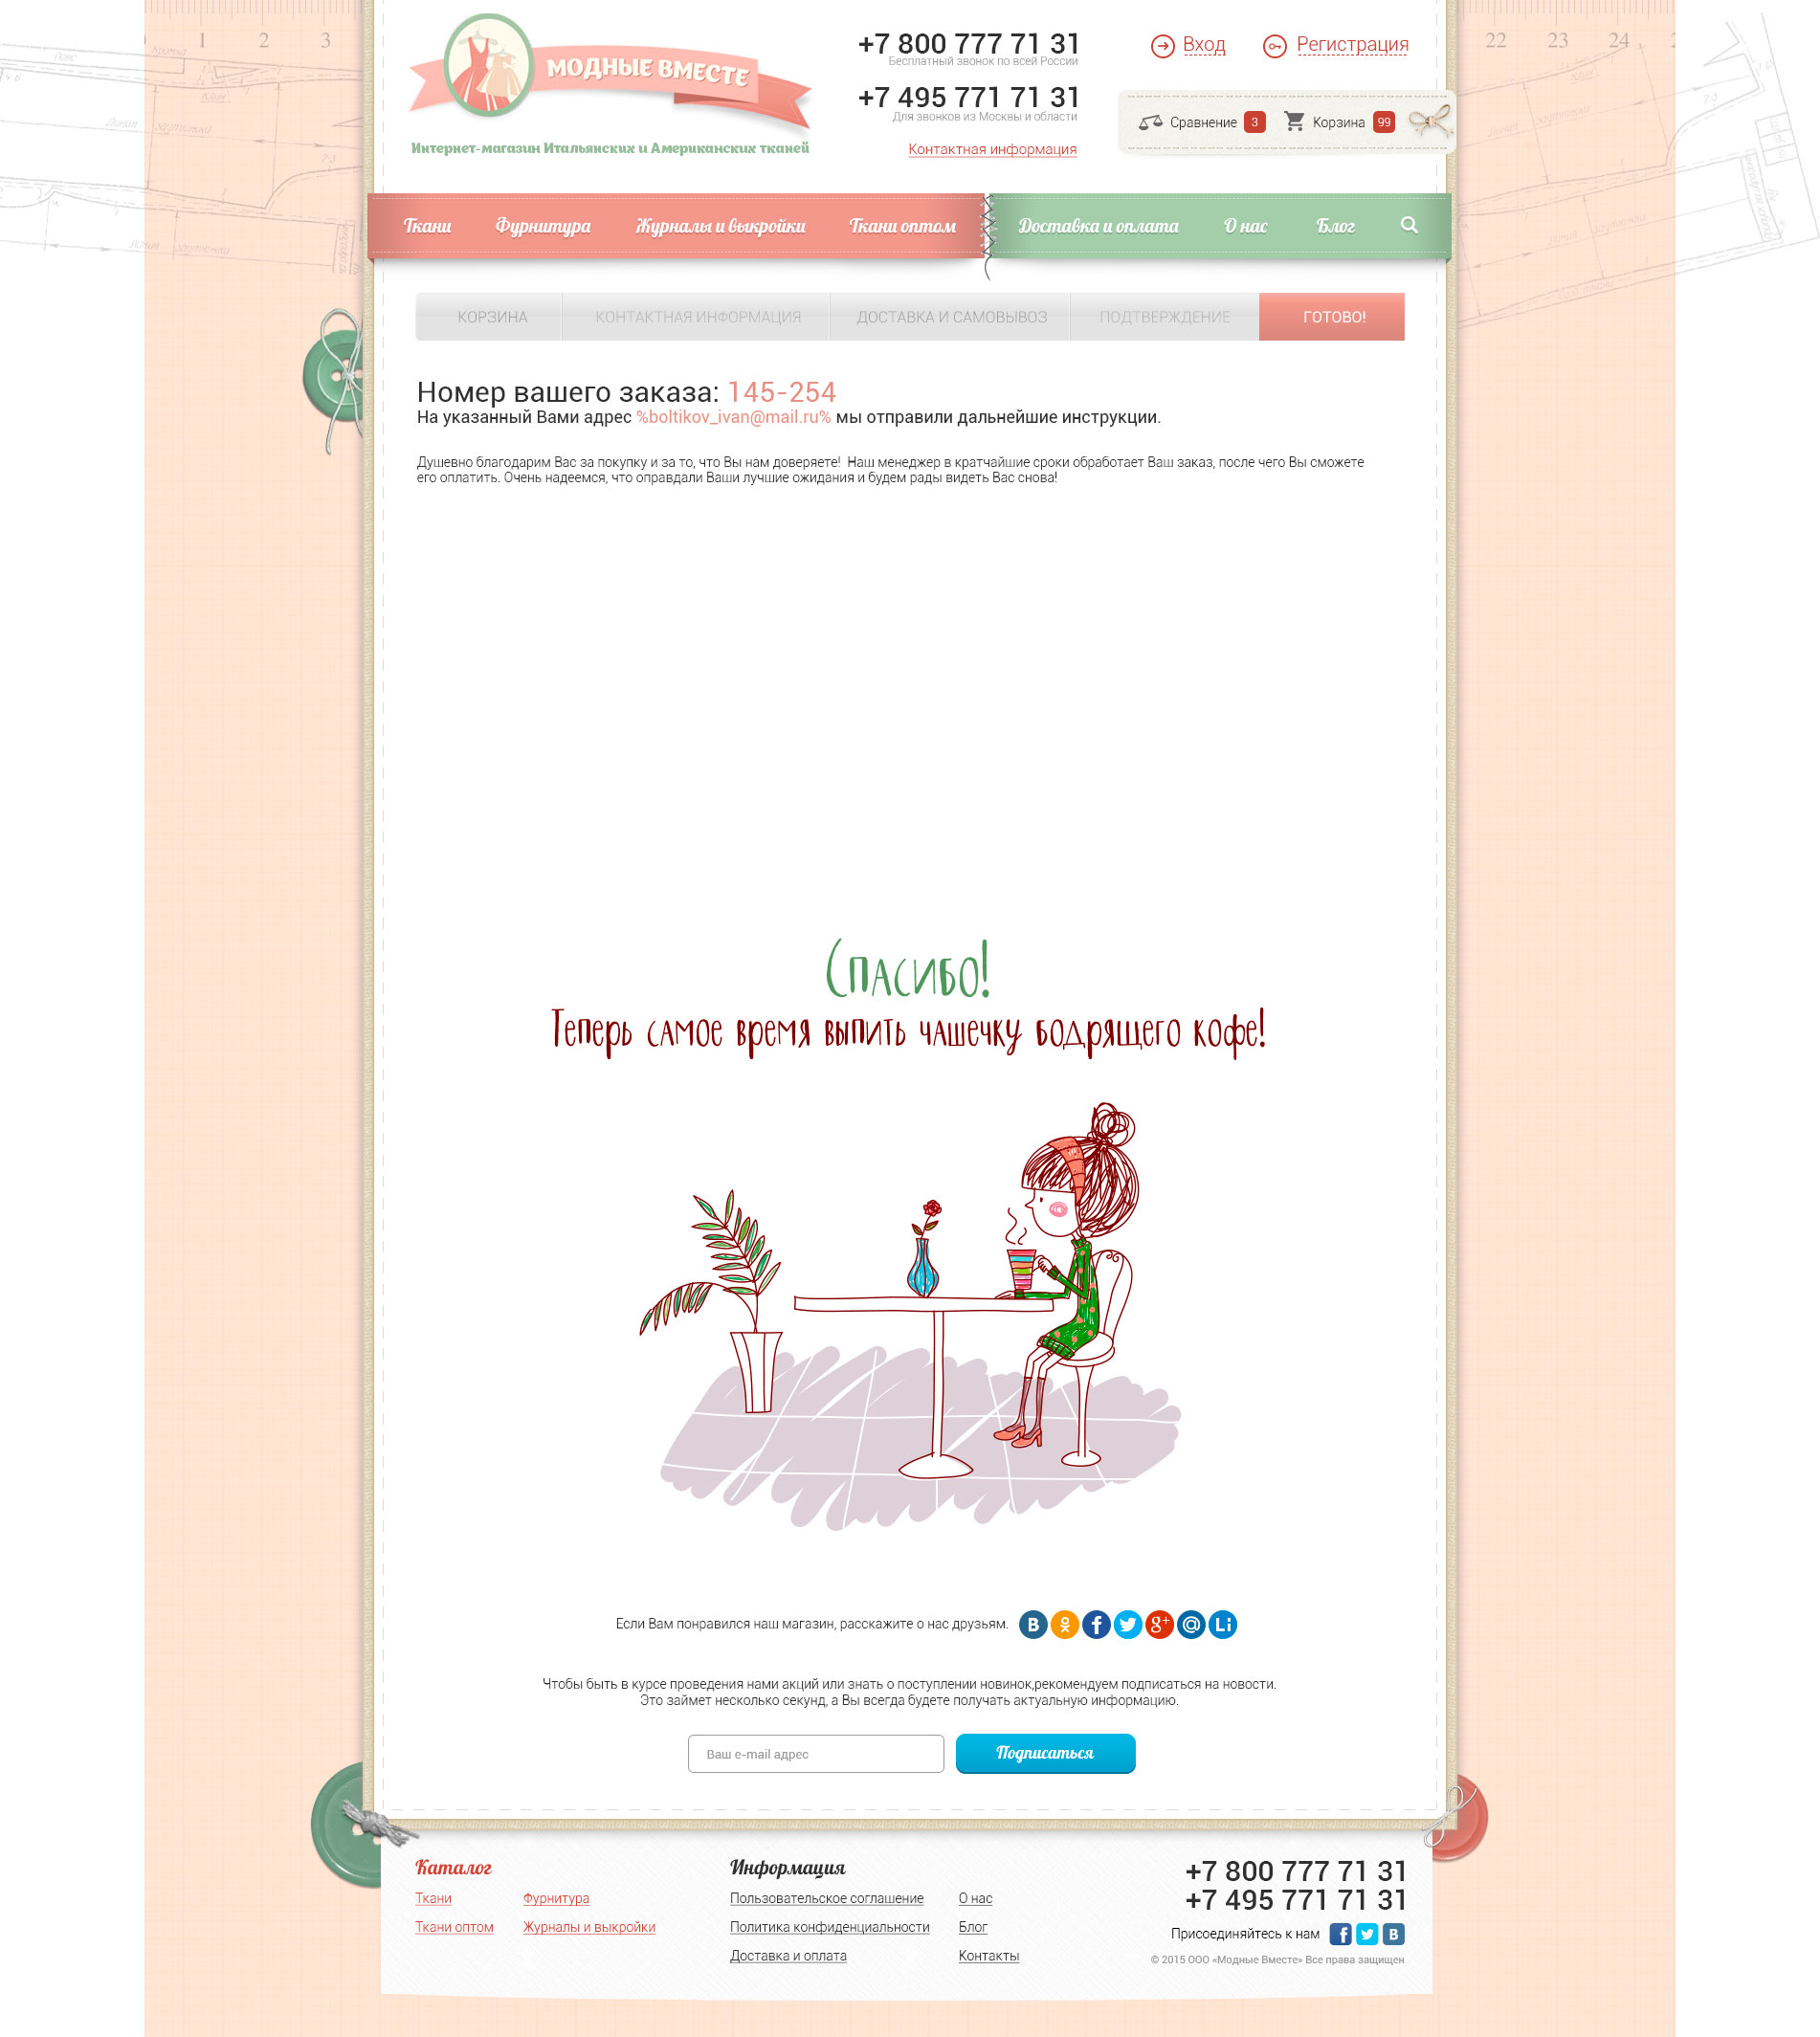 1 2 3
22 23 24
МОДНЫЕ ВМЕСТЕ
Интернет-магазин Итальянских и Американских тканей
+7 800 777 71 31
Бесплатный звонок по всей России
+7 495 771 71 31
Для звонков из Москвы и области
Контактная информация
Вход Регистрация
Сравнение 3 Корзина 99
Ткани Фурнитура Журналы и выкройки Ткани оптом Доставка и оплата О нас Блог
КОРЗИНА КОНТАКТНАЯ ИНФОРМАЦИЯ ДОСТАВКА И САМОВЫВОЗ ПОДТВЕРЖДЕНИЕ ГОТОВО!
Номер вашего заказа: 145-254
На указанный Вами адрес %boltikov_ivan@mail.ru% мы отправили дальнейшие инструкции.
Душевно благодарим Вас за покупку и за то, что Вы нам доверяете! Наш менеджер в кратчайшие сроки обработает Ваш заказ, после чего Вы сможете
его оплатить. Очень надеемся, что оправдали Ваши лучшие ожидания и будем рады видеть Вас снова!
Спасибо!
Теперь самое время выпить чашечку бодрящего кофе!
Если Вам понравился наш магазин, расскажите о нас друзьям.
Чтобы быть в курсе проведения нами акций или знать о поступлении новинок,рекомендуем подписаться на новости.
Это займет несколько секунд, а Вы всегда будете получать актуальную информацию.
Ваш e-mail адрес Подписаться
Каталог
Ткани Фурнитура
Ткани оптом Журналы и выкройки
Информация
Пользовательское соглашение О нас
Политика конфиденциальности Блог
Доставка и оплата Контакты
+7 800 777 71 31
+7 495 771 71 31
Присоединяйтесь к нам
© 2015 ООО «Модные Вместе» Все права защищен